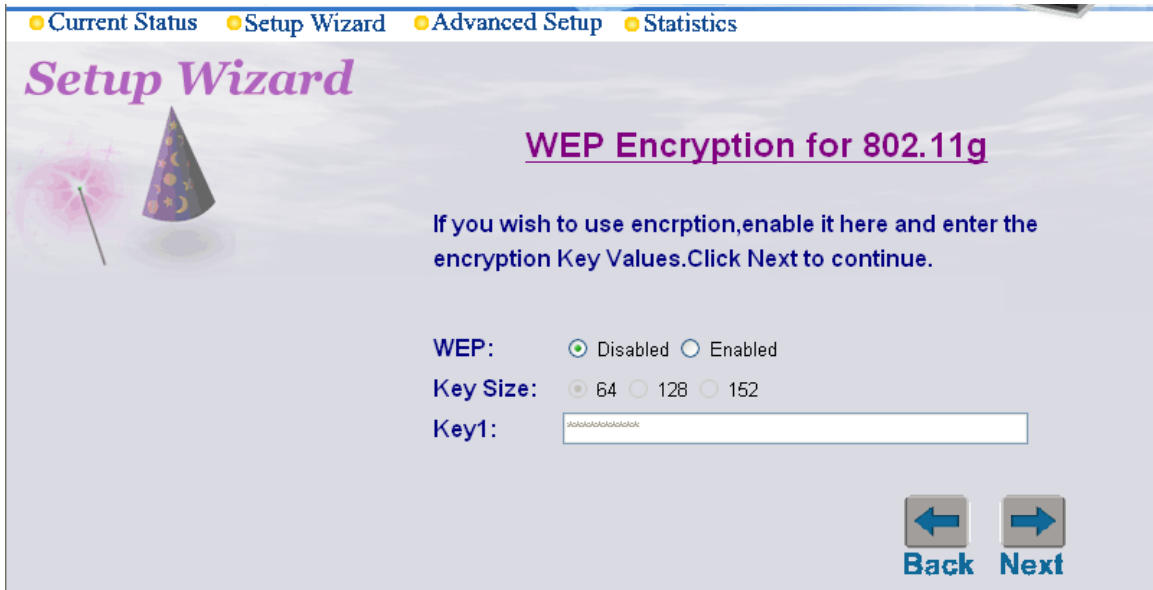 Current Status Setup Wizard Advanced Setup Statistics
Setup Wizard
WEP Encryption for 802.11g
If you wish to use encrption,enable it here and enter the
encryption Key Values.Click Next to continue.
WEP: Disabled Enabled
Key Size: 64 128 152
Key1: ************
Back Next